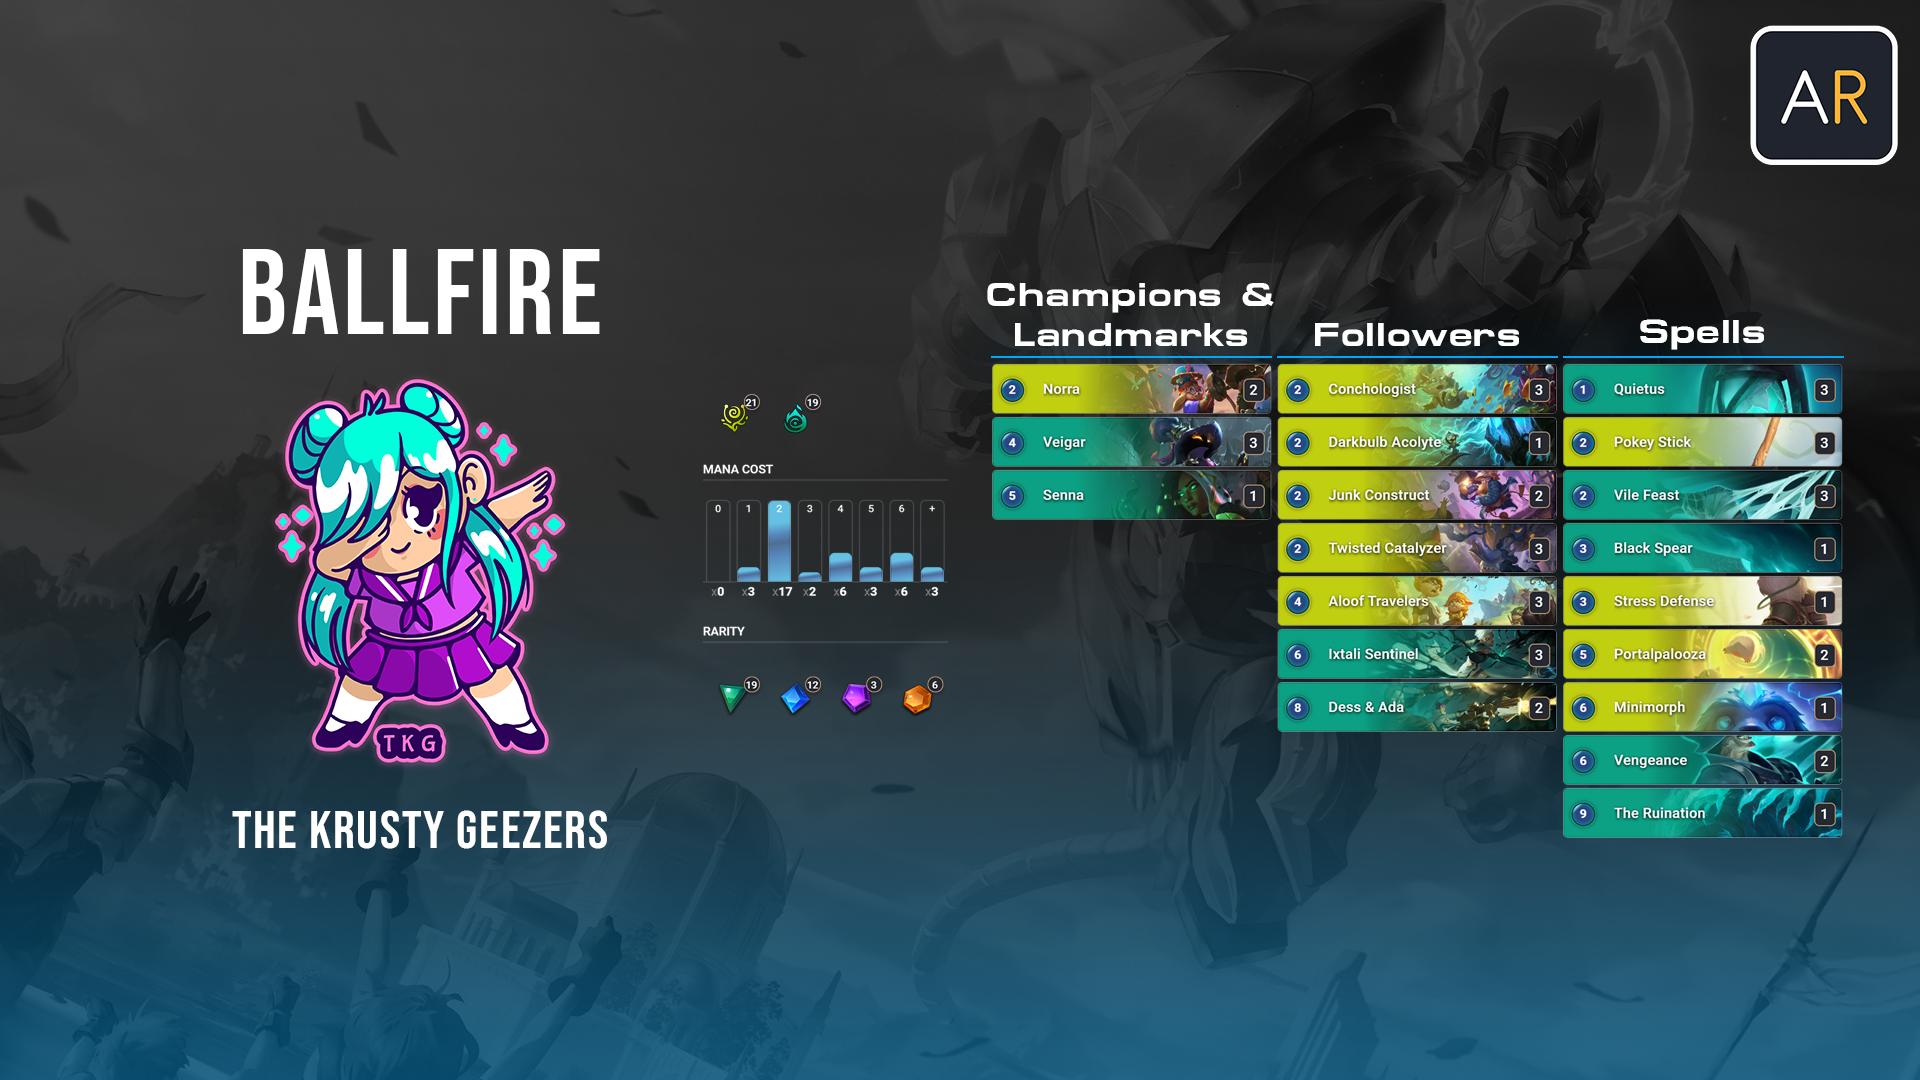 AR
BALLFIRE
TKG
THE KRUSTY GEEZERS
21 19
MANA COST
0 1 2 3 4 5 6 +
x0 x3 x17 x2 x6 x3 x6 x3
RARITY
19 12 3 6
Champions &
Landmarks
2 Norra 2
4 Veigar 3
5 Senna 1
Followers
2 Conchologist 3
2 Darkbulb Acolyte 1
2 Junk Construct 2
2 Twisted Catalyzer 3
4 Aloof Travelers 3
6 Ixtali Sentinel 3
8 Dess & Ada 2
Spells
1 Quietus 3
2 Pokey Stick 3
2 Vile Feast 3
3 Black Spear 1
3 Stress Defense 1
5 Portalpalooza 2
6 Minimorph 1
6 Vengeance 2
9 The Ruination 1